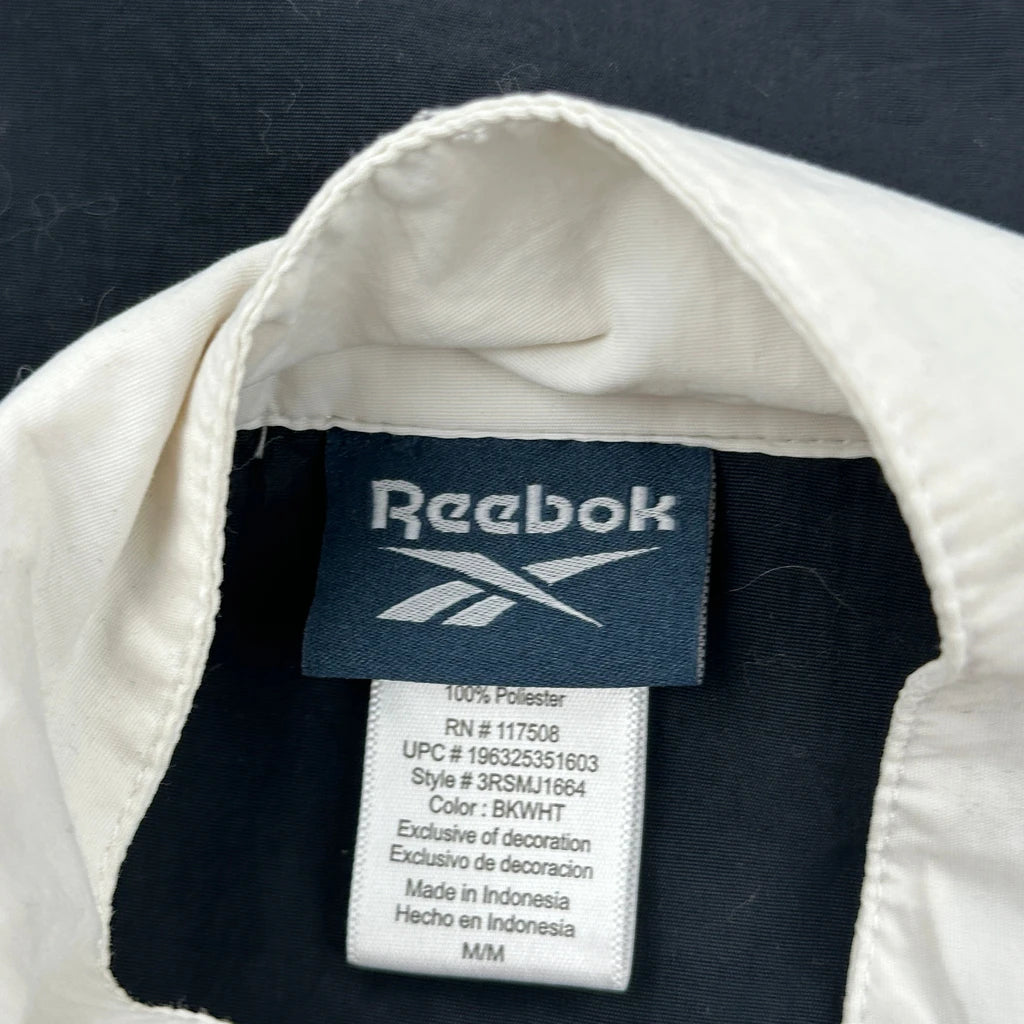 Reebok
100% Poliester
RN # 117508
UPC # 196325351603
Style # 3RSMJ1664
Color : BKWHT
Exclusive of decoration
Exclusivo de decoracion
Made in Indonesia
Hecho en Indonesia
M/M